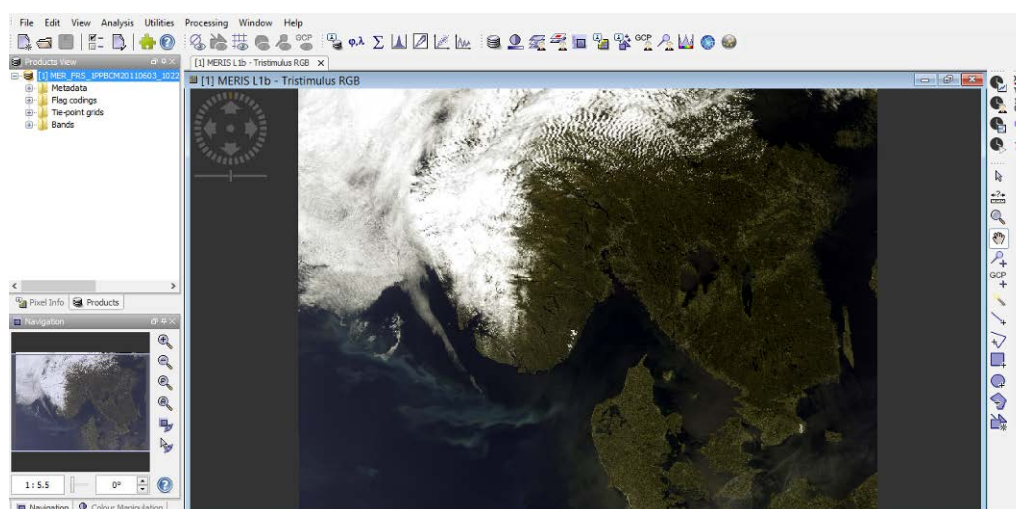 File Edit View Analysis Utilities Processing Window Help
GCP
φ,λ Σ
GCP
Products View
[1] MERIS L1b - Tristimulus RGB
[1] MER_FRS_1PPBCM20110603_1022
[1] MERIS L1b - Tristimulus RGB
Metadata
Flag codings
Tie-point grids
Bands
GCP
Pixel Info Products
Navigation
1 : 5.5 0°
Navigation Colour Manipulation